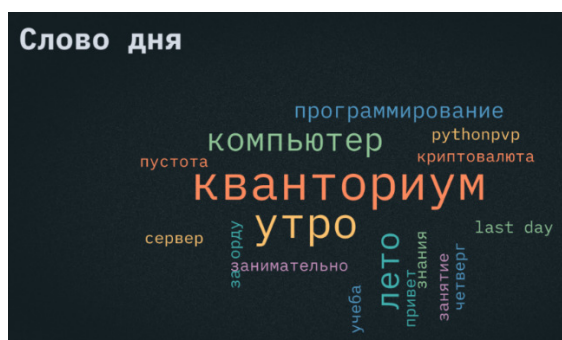 Слово дня
программирование
компьютер
pythonpvp
криптовалюта
пустота
кванториум
утро
last day
сервер
за орду
занимательно
лето
знания
привет
занятие
четверг
учеба